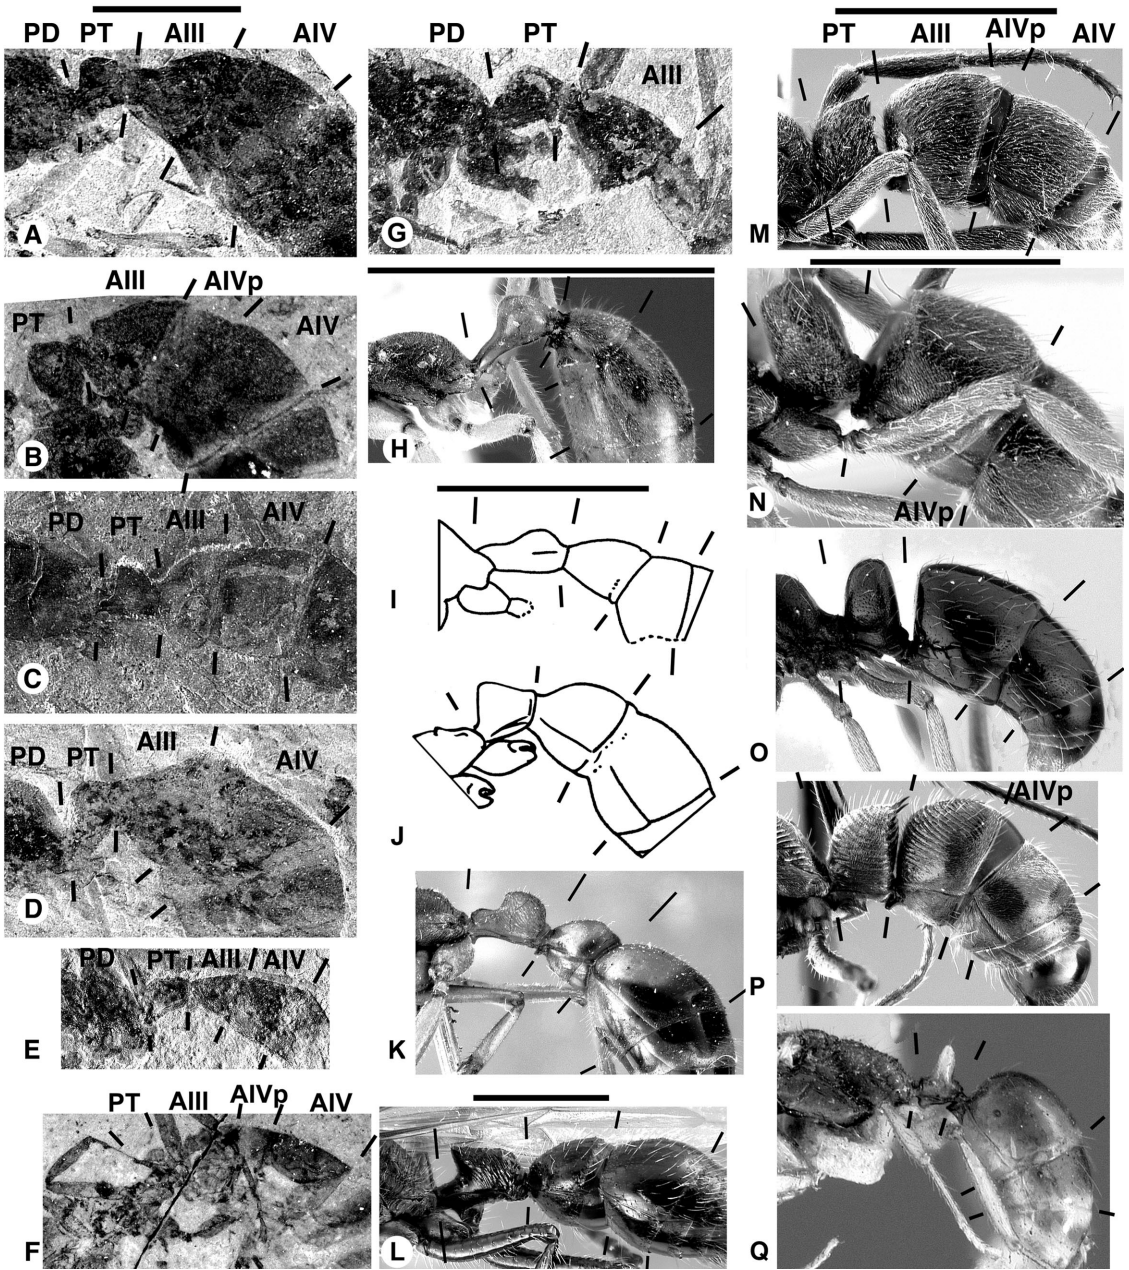 PD PT AIII AIV
A
AIII AIVp
PT AIV
B
PD PT AIII AIV
C
PD PT AIII AIV
D
PD PT AIII AIV
E
PT AIII AIVp AIV
F
PD PT
AIII
G
H
I
J
K
L
PT AIII AIVp AIV
M
AIVp
N
O
AIVp
P
Q